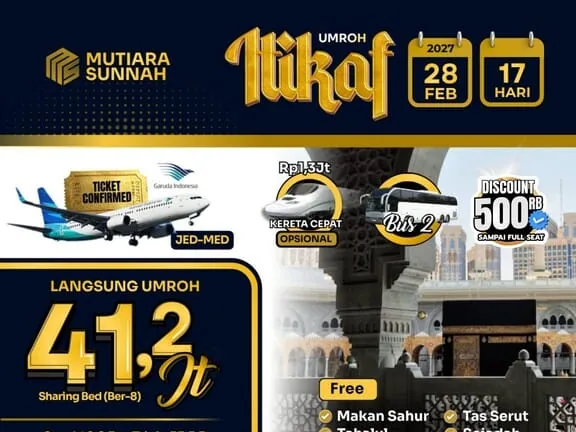 MUTIARA
SUNNAH
UMROH
Itikaf
2027
28
FEB
17
HARI
TICKET
CONFIRMED
Garuda Indonesia
JED-MED
Rp1,3Jt
KERETA CEPAT
OPSIONAL
Bus 2
DISCOUNT
500RB
SAMPAI FULL SEAT
LANGSUNG UMROH
41,2
Jt
Sharing Bed (Ber-8)
Free
Makan Sahur
Tas Serut